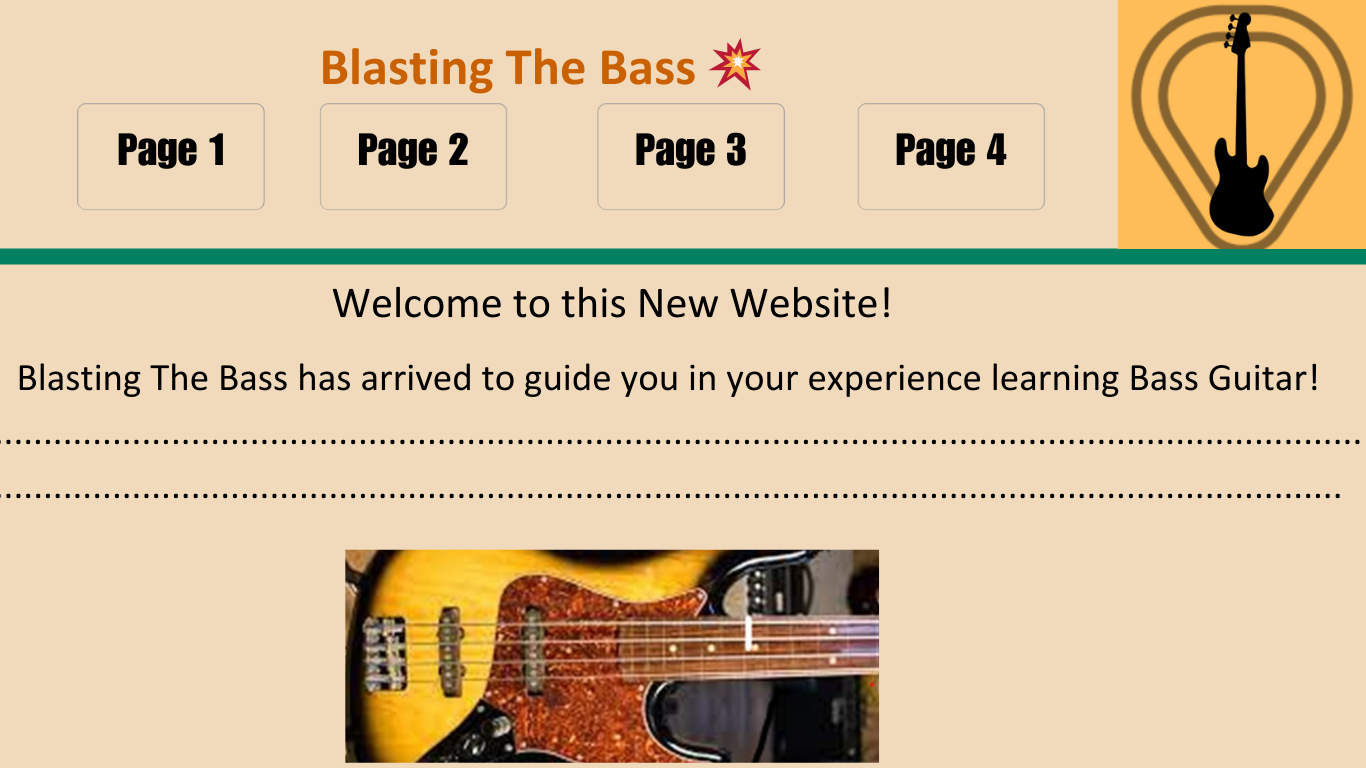 Blasting The Bass 💥
Page 1 Page 2 Page 3 Page 4
Welcome to this New Website!
Blasting The Bass has arrived to guide you in your experience learning Bass Guitar!
........................................................................................................................
......................................................................................................................